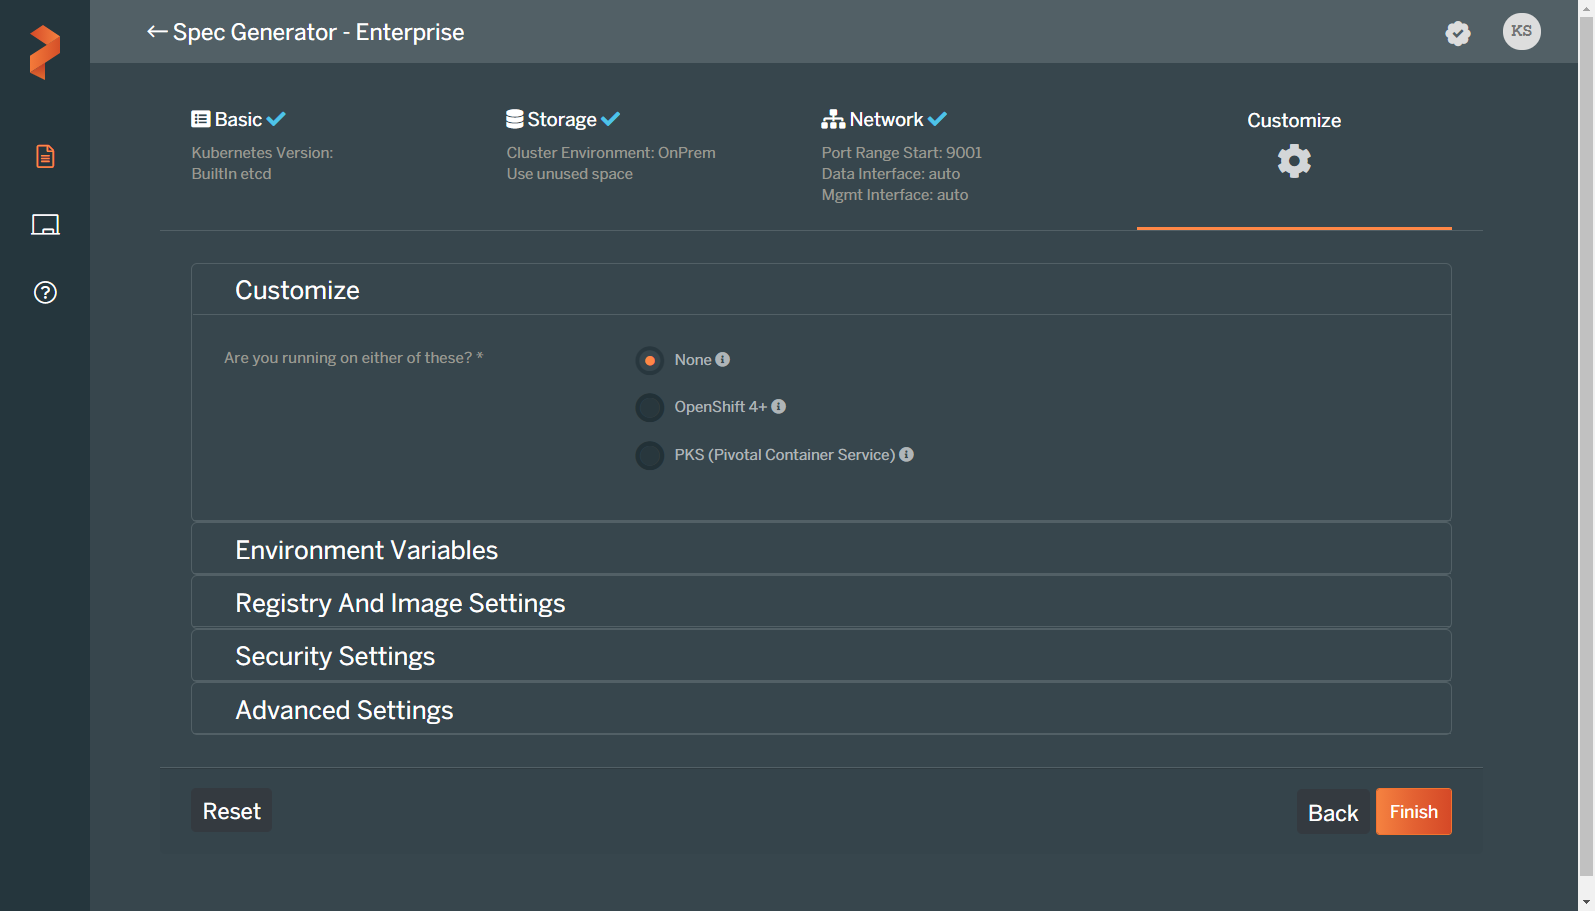 Spec Generator - Enterprise
KS
Basic
Kubernetes Version:
BuiltIn etcd
Storage
Cluster Environment: OnPrem
Use unused space
Network
Port Range Start: 9001
Data Interface: auto
Mgmt Interface: auto
Customize
Customize
Are you running on either of these? *
None
OpenShift 4+
PKS (Pivotal Container Service)
Environment Variables
Registry And Image Settings
Security Settings
Advanced Settings
Reset
Back
Finish